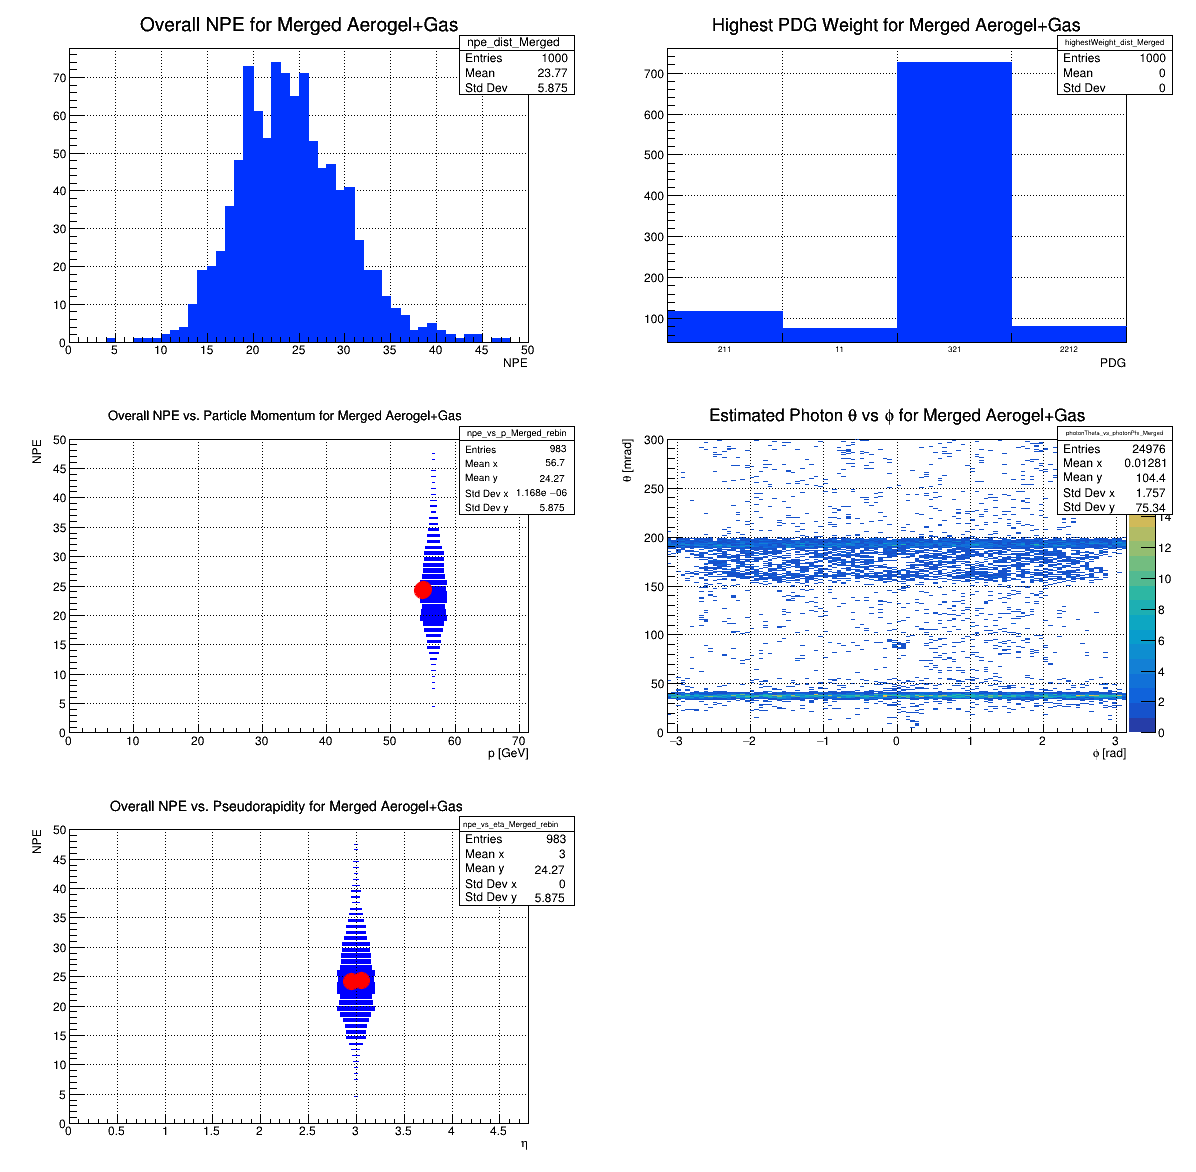 Overall NPE for Merged Aerogel+Gas
npe_dist_Merged
Entries 1000
Mean 23.77
Std Dev 5.875
70
60
50
40
30
20
10
0
0 5 10 15 20 25 30 35 40 45 50
NPE
Highest PDG Weight for Merged Aerogel+Gas
highestWeight_dist_Merged
Entries 1000
Mean 0
Std Dev 0
700
600
500
400
300
200
100
211 11 321 2212
PDG
Overall NPE vs. Particle Momentum for Merged Aerogel+Gas
npe_vs_p_Merged_rebin
Entries 983
Mean x 56.7
Mean y 24.27
Std Dev x 1.168e −06
Std Dev y 5.875
NPE
50
45
40
35
30
25
20
15
10
5
0
0 10 20 30 40 50 60 70
p [GeV]
Estimated Photon θ vs ϕ for Merged Aerogel+Gas
photonTheta_vs_photonPhi_Merged
Entries 24976
Mean x 0.01281
Mean y 104.4
Std Dev x 1.757
Std Dev y 75.34
θ [mrad]
300
250
200
150
100
50
0
−3 −2 −1 0 1 2 3
ϕ [rad]
14
12
10
8
6
4
2
0
Overall NPE vs. Pseudorapidity for Merged Aerogel+Gas
npe_vs_eta_Merged_rebin
Entries 983
Mean x 3
Mean y 24.27
Std Dev x 0
Std Dev y 5.875
NPE
50
45
40
35
30
25
20
15
10
5
0
0 0.5 1 1.5 2 2.5 3 3.5 4 4.5
η